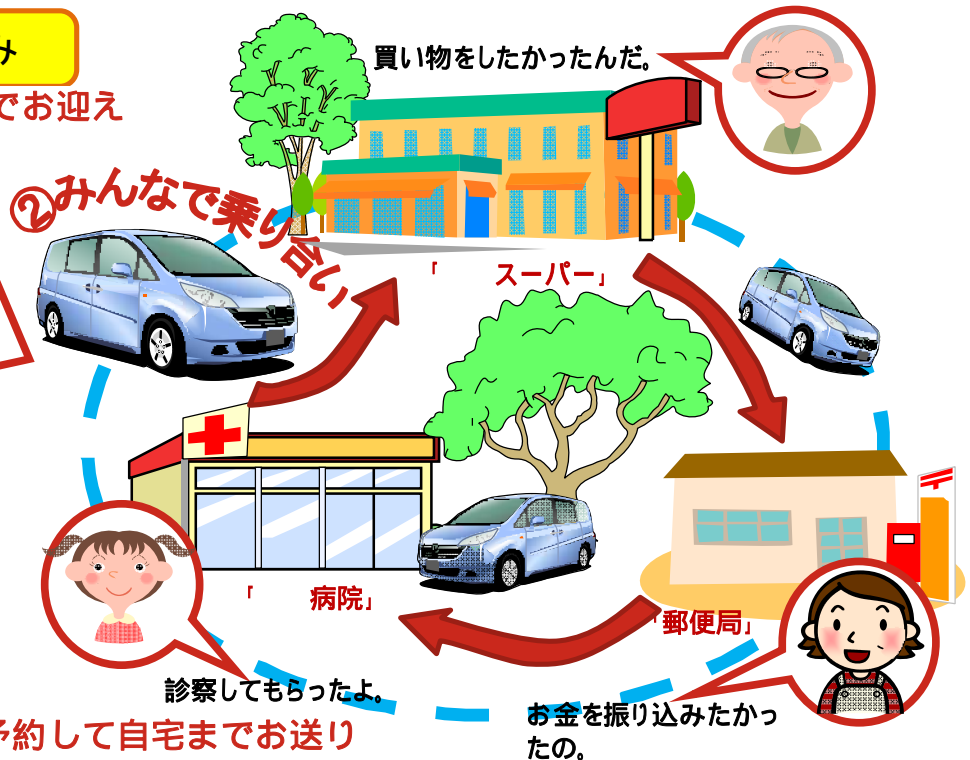 み
でお迎え
買い物をしたかったんだ。
②みんなで乗り合い
「　　スーパー」
「　　病院」
「郵便局」
診察してもらったよ。
お金を振り込みたかっ
たの。
予約して自宅までお送り